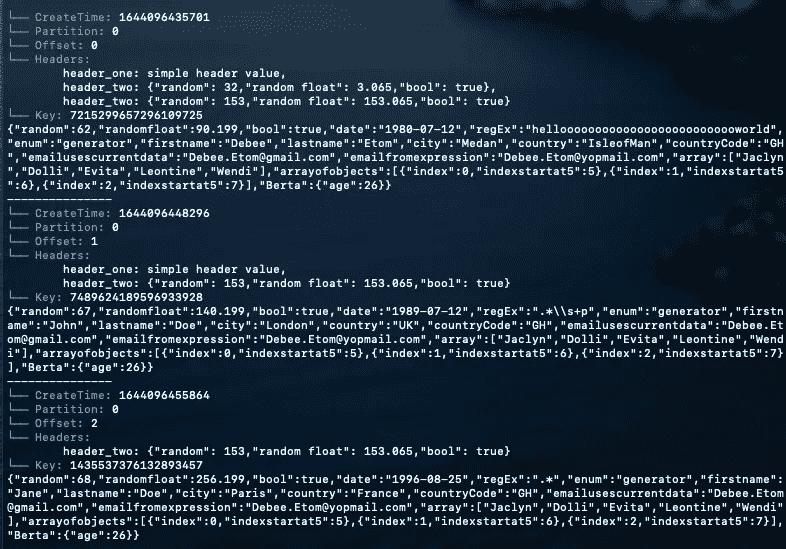 └── CreateTime: 1644096435701
└── Partition: 0
└── Offset: 0
└── Headers:
header_one: simple header value,
header_two: {"random": 32,"random float": 3.065,"bool": true},
header_two: {"random": 153,"random float": 153.065,"bool": true}
└── Key: 7215299657296109725
{"random":62,"randomfloat":90.199,"bool":true,"date":"1980-07-12","regEx":"helloooooooooooooooooooooooooooworld",
"enum":"generator","firstname":"Debee","lastname":"Etom","city":"Medan","country":"IsleofMan","countryCode":"GH
","emailusescurrentdata":"Debee.Etom@gmail.com","emailfromexpression":"Debee.Etom@yopmail.com","array":["Jaclyn
","Dolli","Evita","Leontine","Wendi"],"arrayofobjects":[{"index":0,"indexstartat5":5},{"index":1,"indexstartat5"
:6},{"index":2,"indexstartat5":7}],"Berta":{"age":26}}
---------------
└── CreateTime: 1644096448296
└── Partition: 0
└── Offset: 1
└── Headers:
header_one: simple header value,
header_two: {"random": 153,"random float": 153.065,"bool": true}
└── Key: 7489624189596933928
{"random":67,"randomfloat":140.199,"bool":true,"date":"1989-07-12","regEx":".*\\s+p","enum":"generator","firstn
ame":"John","lastname":"Doe","city":"London","country":"UK","countryCode":"GH","emailusescurrentdata":"Debee.Et
om@gmail.com","emailfromexpression":"Debee.Etom@yopmail.com","array":["Jaclyn","Dolli","Evita","Leontine","Wend
i"],"arrayofobjects":[{"index":0,"indexstartat5":5},{"index":1,"indexstartat5":6},{"index":2,"indexstartat5":7}
],"Berta":{"age":26}}
---------------
└── CreateTime: 1644096455864
└── Partition: 0
└── Offset: 2
└── Headers:
header_two: {"random": 153,"random float": 153.065,"bool": true}
└── Key: 1435537376132893457
{"random":68,"randomfloat":256.199,"bool":true,"date":"1996-08-25","regEx":".*","enum":"generator","firstname":
"Jane","lastname":"Doe","city":"Paris","country":"France","countryCode":"GH","emailusescurrentdata":"Debee.Etom
@gmail.com","emailfromexpression":"Debee.Etom@yopmail.com","array":["Jaclyn","Dolli","Evita","Leontine","Wendi"
],"arrayofobjects":[{"index":0,"indexstartat5":5},{"index":1,"indexstartat5":6},{"index":2,"indexstartat5":7}],
"Berta":{"age":26}}